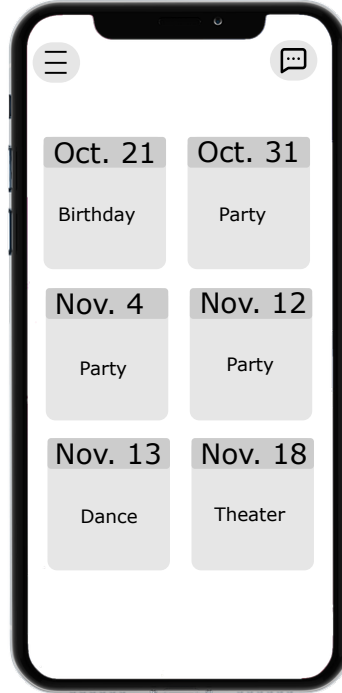 Oct. 21
Oct. 31
Birthday
Party
Nov. 4
Nov. 12
Party
Party
Nov. 13
Nov. 18
Dance
Theater